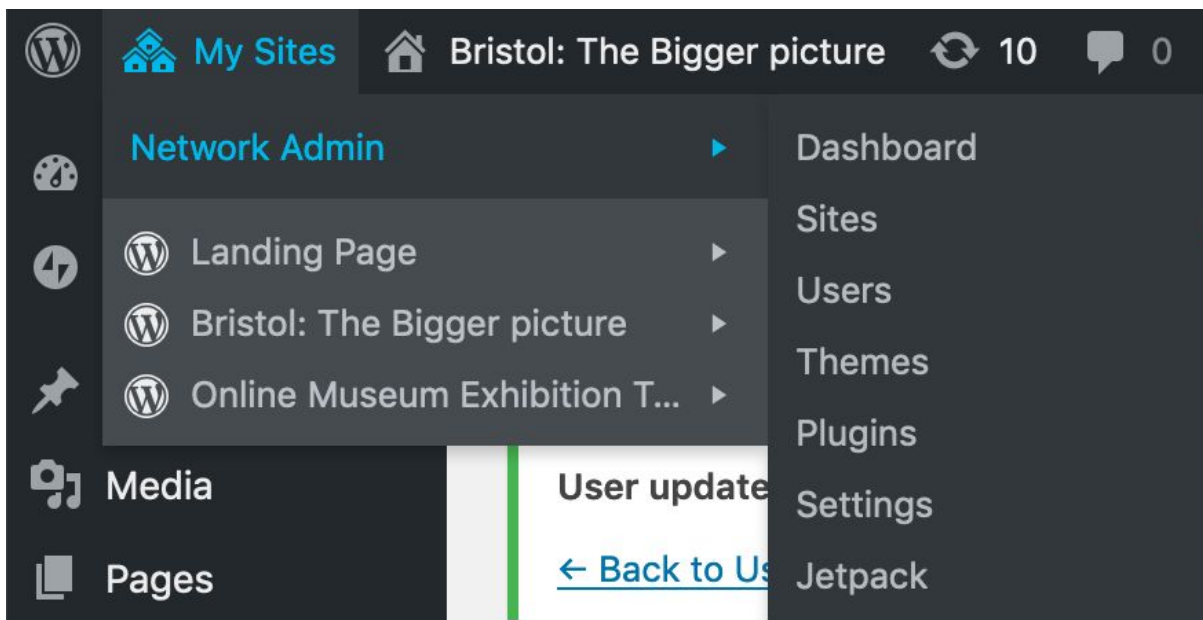 My Sites Bristol: The Bigger picture 10 0
Network Admin
Landing Page
Bristol: The Bigger picture
Online Museum Exhibition T...
Dashboard
Sites
Users
Themes
Plugins
Settings
Jetpack
Media
Pages
User update
← Back to Us